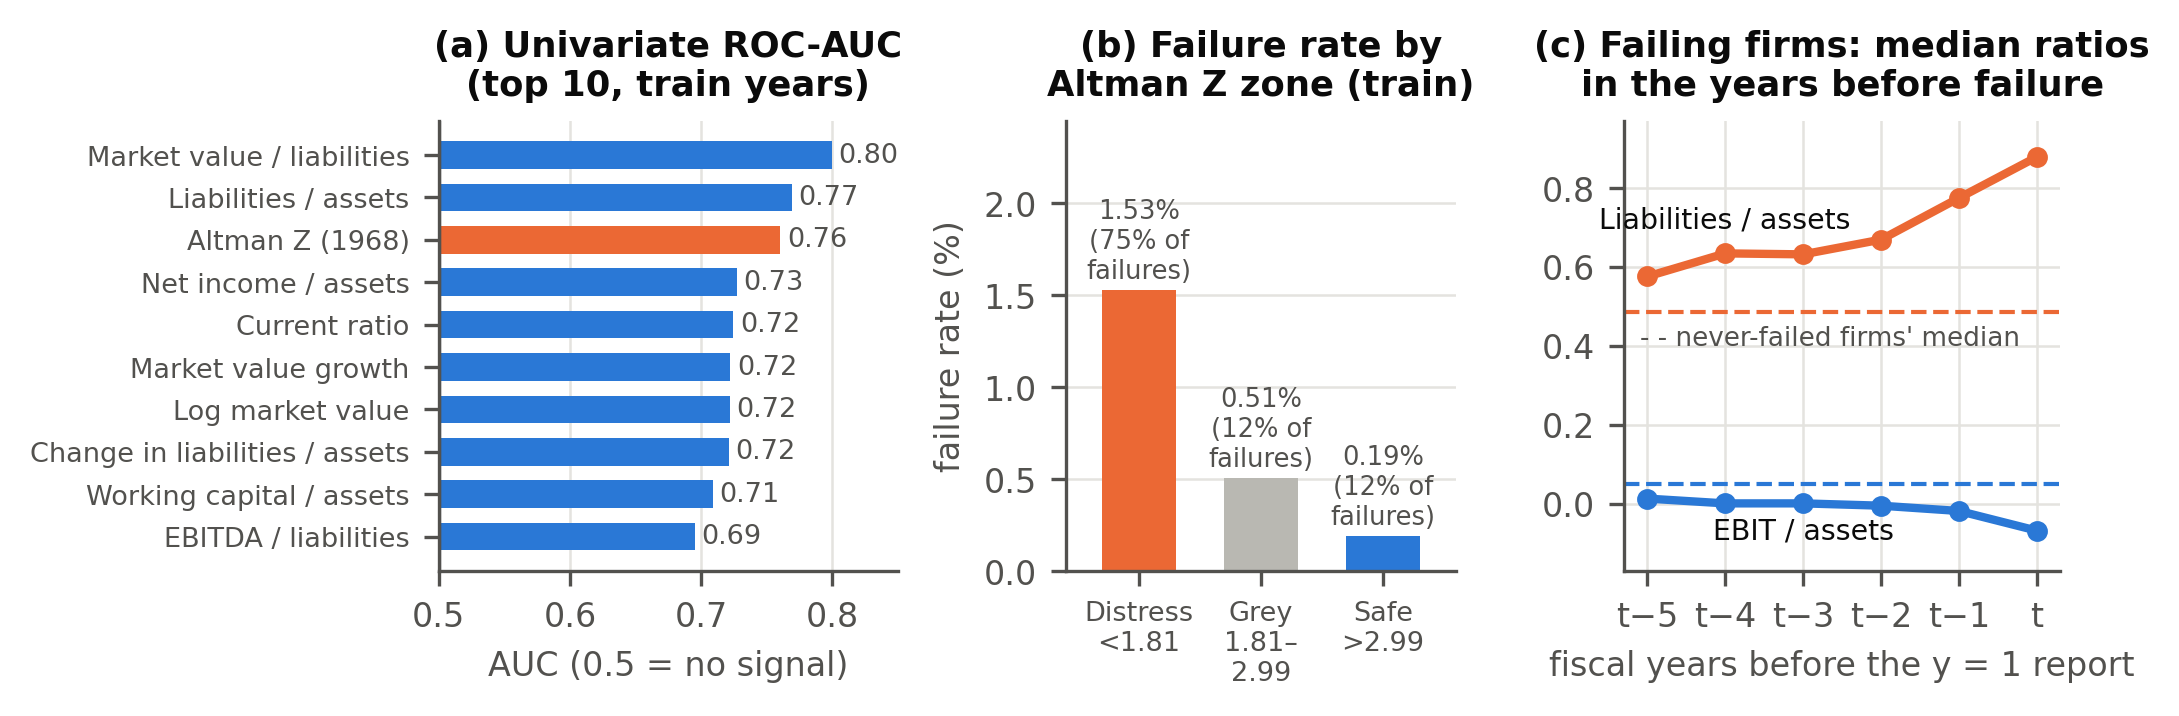 (a) Univariate ROC-AUC
(top 10, train years)
Market value / liabilities
0.80
Liabilities / assets
0.77
Altman Z (1968)
0.76
Net income / assets
0.73
Current ratio
0.72
Market value growth
0.72
Log market value
0.72
Change in liabilities / assets
0.72
Working capital / assets
0.71
EBITDA / liabilities
0.69
0.5 0.6 0.7 0.8
AUC (0.5 = no signal)
(b) Failure rate by
Altman Z zone (train)
failure rate (%)
2.0
1.5
1.0
0.5
0.0
1.53%
(75% of
failures)
0.51%
(12% of
failures)
0.19%
(12% of
failures)
Distress
<1.81
Grey
1.81–
2.99
Safe
>2.99
(c) Failing firms: median ratios
in the years before failure
0.8
0.6
0.4
0.2
0.0
Liabilities / assets
- - never-failed firms' median
EBIT / assets
t−5 t−4 t−3 t−2 t−1 t
fiscal years before the y = 1 report